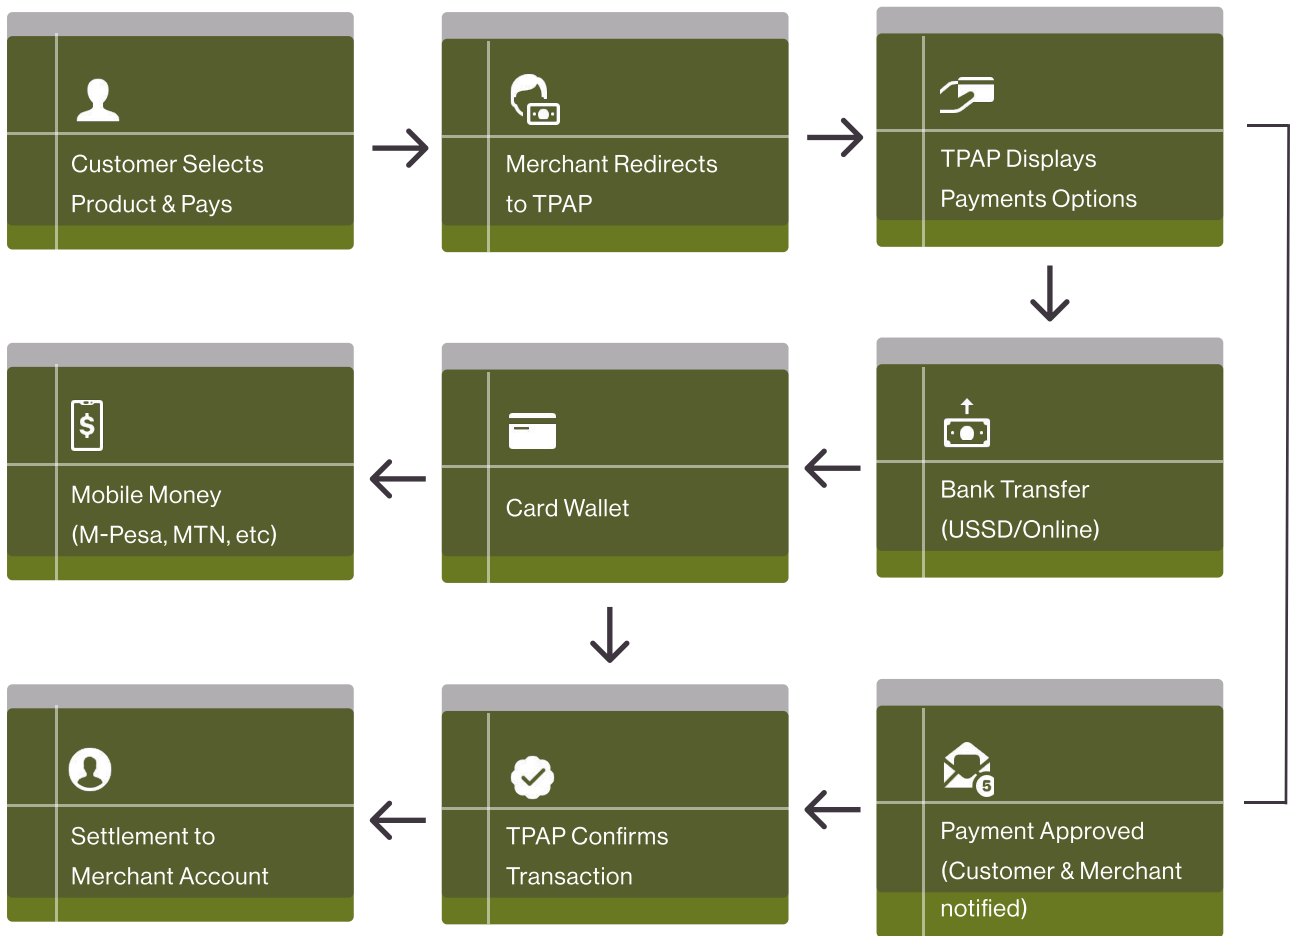 Customer Selects
Product & Pays
Merchant Redirects
to TPAP
TPAP Displays
Payments Options
$
Mobile Money
(M-Pesa, MTN, etc)
Card Wallet
Bank Transfer
(USSD/Online)
Settlement to
Merchant Account
TPAP Confirms
Transaction
5
Payment Approved
(Customer & Merchant
notified)